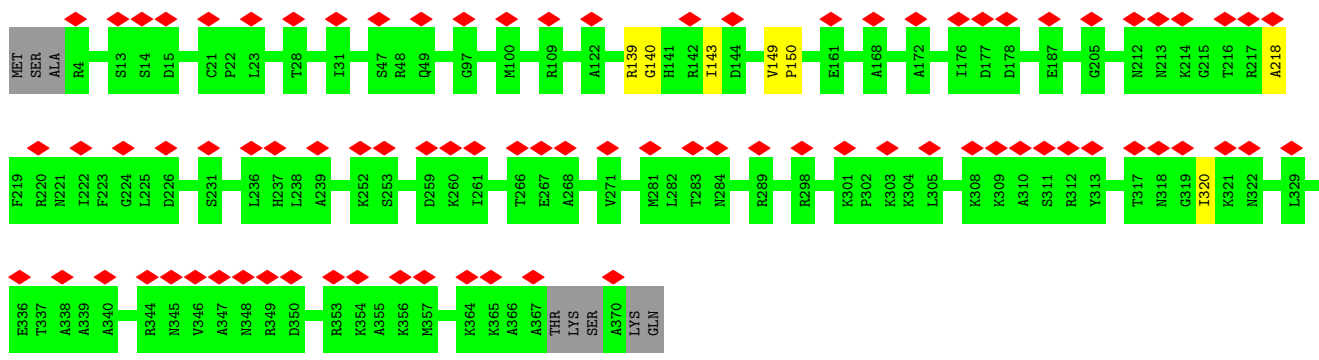 MET SER ALA R4 S13 S14 D15 C21 P22 L23 T28 I31 S47 R48 Q49 G97 M100 R109 A122 R139 G140 H141 R142 I143 D144 V149 P150 E161 A168 A172 I176 D177 D178 E187 G205 N212 N213 K214 G215 T216 R217 A218
F219 R220 N221 I222 F223 G224 L225 D226 S231 L236 H237 L238 A239 K252 S253 D259 K260 I261 T266 E267 A268 V271 M281 L282 T283 N284 R289 R298 K301 P302 K303 K304 L305 K308 K309 A310 S311 R312 Y313 T317 N318 G319 I320 K321 N322 L329
E336 T337 A338 A339 A340 R344 N345 V346 A347 N348 R349 D350 R353 K354 A355 K356 M357 K364 K365 A366 A367 THR LYS SER A370 LYS GLN